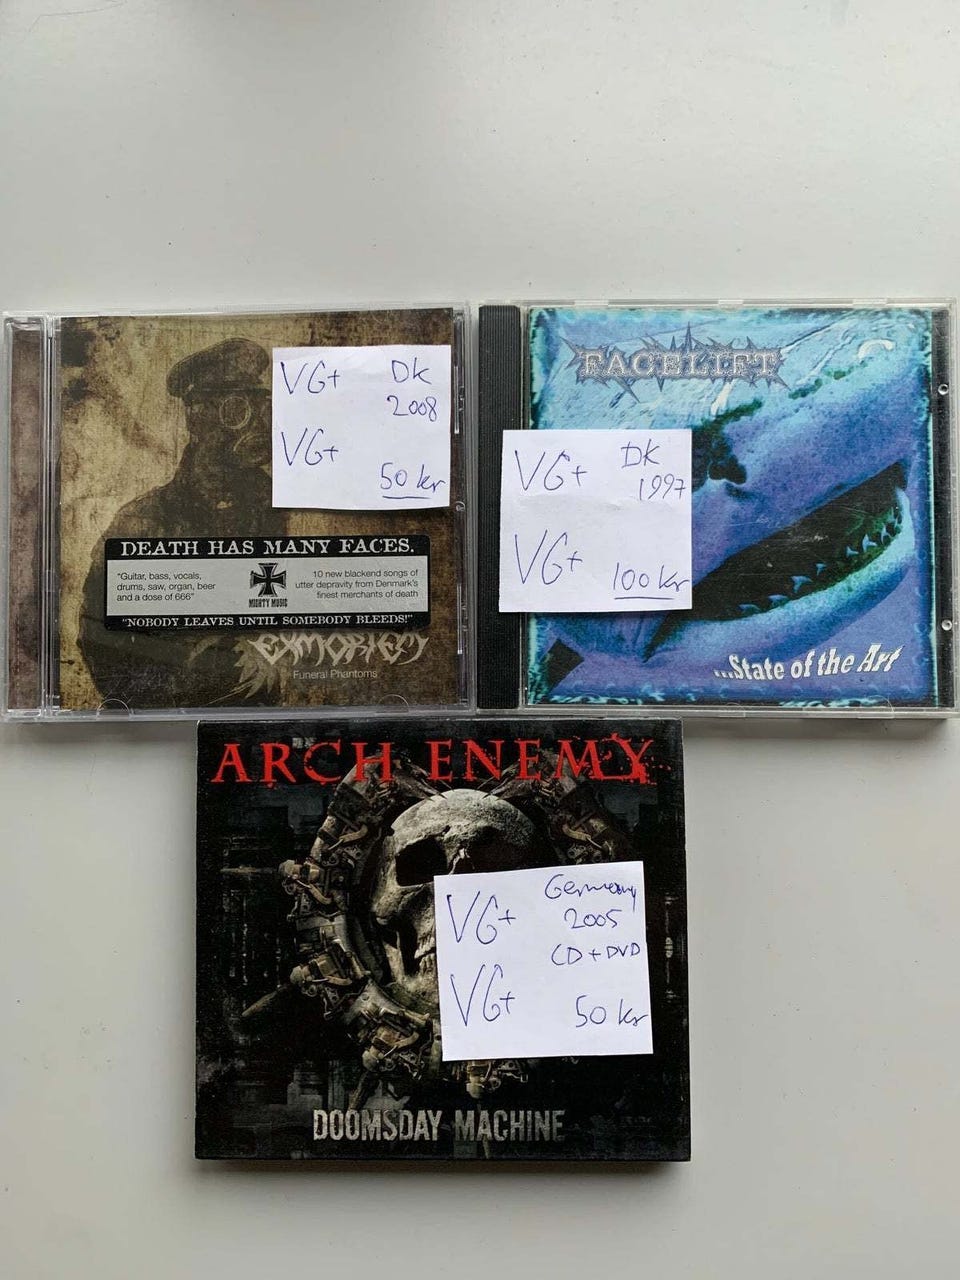 VG+ DK
2008
VG+
50 kr
DEATH HAS MANY FACES.
"Guitar, bass, vocals,
drums, saw, organ, beer
and a dose of 666"
MIGHTY MUSIC
10 new blackend songs of
utter depravity from Denmark's
finest merchants of death
"NOBODY LEAVES UNTIL SOMEBODY BLEEDS!"
EXMORTEM
Funeral Phantoms
FACELIFT
VG+ DK
1997
VG+
100 kr
...State of the Art
ARCH ENEMY
VG+ Germany
2005
CD + DVD
VG+
50 kr
DOOMSDAY MACHINE